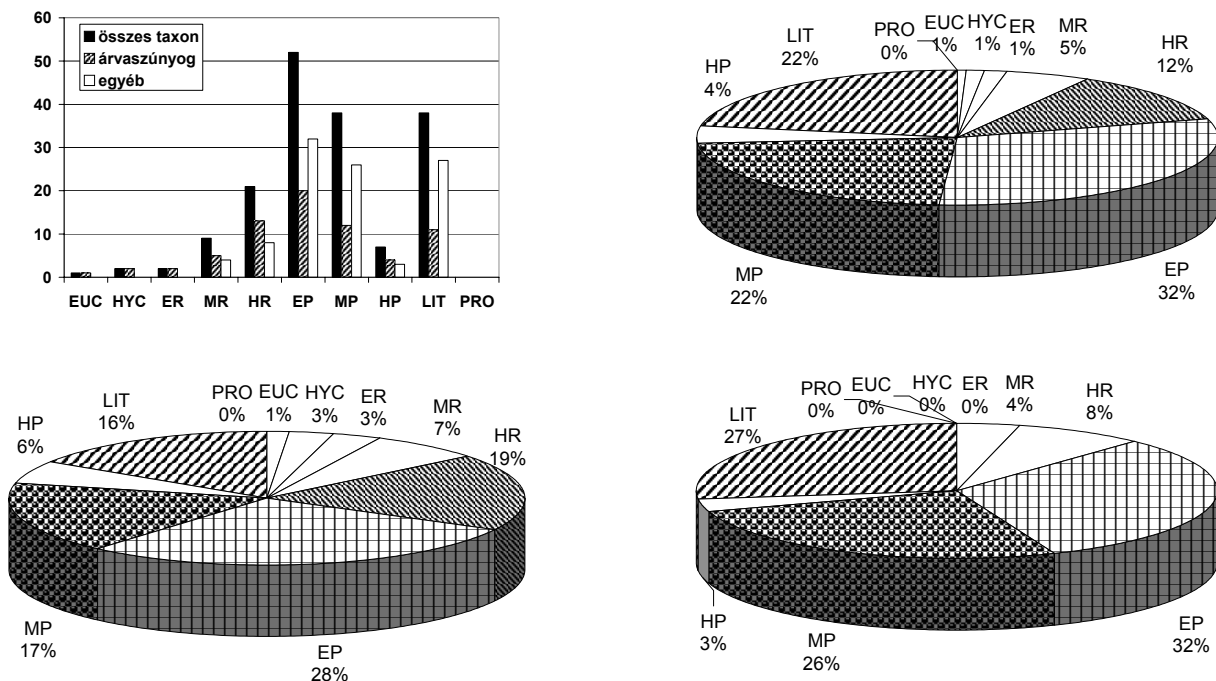 60
50
40
30
20
10
0
összes taxon
árvaszúnyog
egyéb
EUC HYC ER MR HR EP MP HP LIT PRO
PRO
0%
EUC
1%
HYC
1%
ER
1%
MR
5%
HR
12%
EP
32%
MP
22%
HP
4%
LIT
22%
PRO
0%
EUC
1%
HYC
3%
ER
3%
MR
7%
HR
19%
EP
28%
MP
17%
HP
6%
LIT
16%
PRO
0%
EUC
0%
HYC
0%
ER
0%
MR
4%
HR
8%
EP
32%
MP
26%
HP
3%
LIT
27%